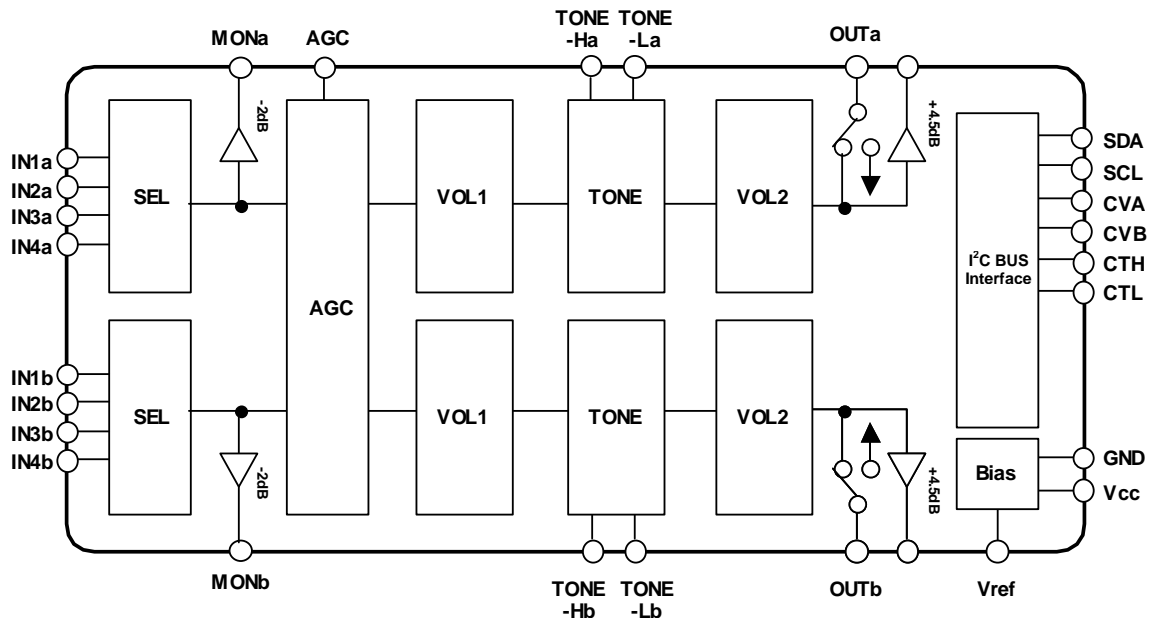 MONa
AGC
TONE
-Ha
TONE
-La
OUTa
-2dB
+4.5dB
IN1a
IN2a
IN3a
IN4a
SEL
VOL1
TONE
VOL2
SDA
SCL
CVA
CVB
CTH
CTL
I²C BUS
Interface
AGC
IN1b
IN2b
IN3b
IN4b
SEL
VOL1
TONE
VOL2
-2dB
+4.5dB
Bias
GND
Vcc
MONb
TONE
-Hb
TONE
-Lb
OUTb
Vref